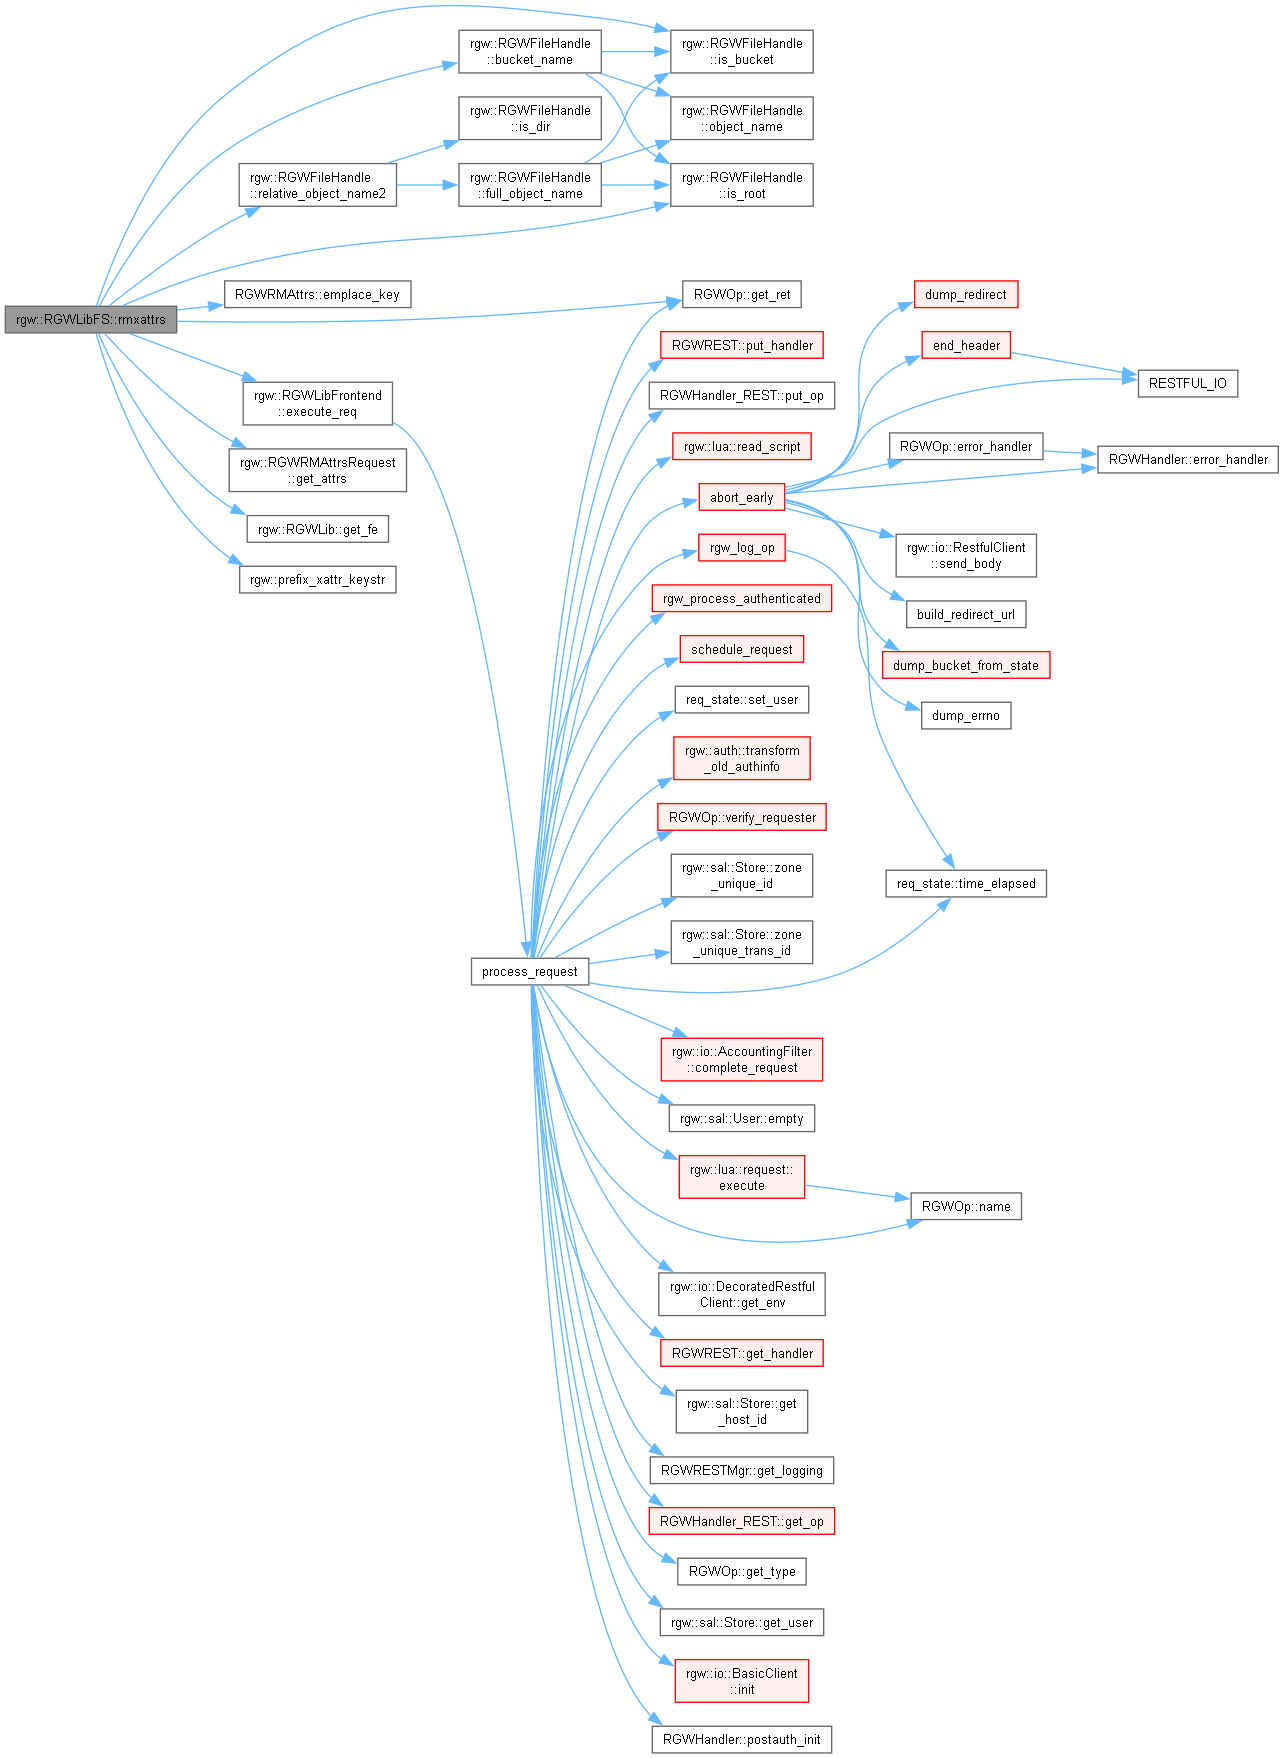 rgw::RGWLibFS::rmxattrs
rgw::RGWFileHandle
::bucket_name
rgw::RGWFileHandle
::is_bucket
rgw::RGWFileHandle
::object_name
rgw::RGWFileHandle
::is_root
rgw::RGWFileHandle
::is_dir
rgw::RGWFileHandle
::relative_object_name2
rgw::RGWFileHandle
::full_object_name
RGWRMAttrs::emplace_key
RGWOp::get_ret
rgw::RGWLibFrontend
::execute_req
rgw::RGWRMAttrsRequest
::get_attrs
rgw::RGWLib::get_fe
rgw::prefix_xattr_keystr
process_request
RGWREST::put_handler
RGWHandler_REST::put_op
rgw::lua::read_script
abort_early
rgw_log_op
rgw_process_authenticated
schedule_request
req_state::set_user
rgw::auth::transform
_old_authinfo
RGWOp::verify_requester
rgw::sal::Store::zone
_unique_id
rgw::sal::Store::zone
_unique_trans_id
rgw::io::AccountingFilter
::complete_request
rgw::sal::User::empty
rgw::lua::request::
execute
rgw::io::DecoratedRestful
Client::get_env
RGWREST::get_handler
rgw::sal::Store::get
_host_id
RGWRESTMgr::get_logging
RGWHandler_REST::get_op
RGWOp::get_type
rgw::sal::Store::get_user
rgw::io::BasicClient
::init
RGWHandler::postauth_init
dump_redirect
end_header
RESTFUL_IO
RGWOp::error_handler
RGWHandler::error_handler
rgw::io::RestfulClient
::send_body
build_redirect_url
dump_bucket_from_state
dump_errno
req_state::time_elapsed
RGWOp::name